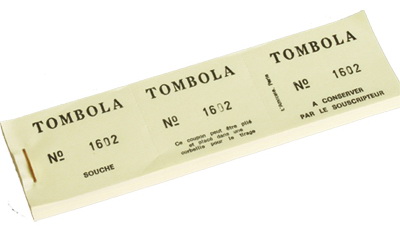 TOMBOLA
Nº 1602
SOUCHE
TOMBOLA
Nº 1602
Ce coupon peut être plié
et placé dans une
corbeille pour le tirage
TOMBOLA
Nº 1602
A CONSERVER
PAR LE SOUSCRIPTEUR